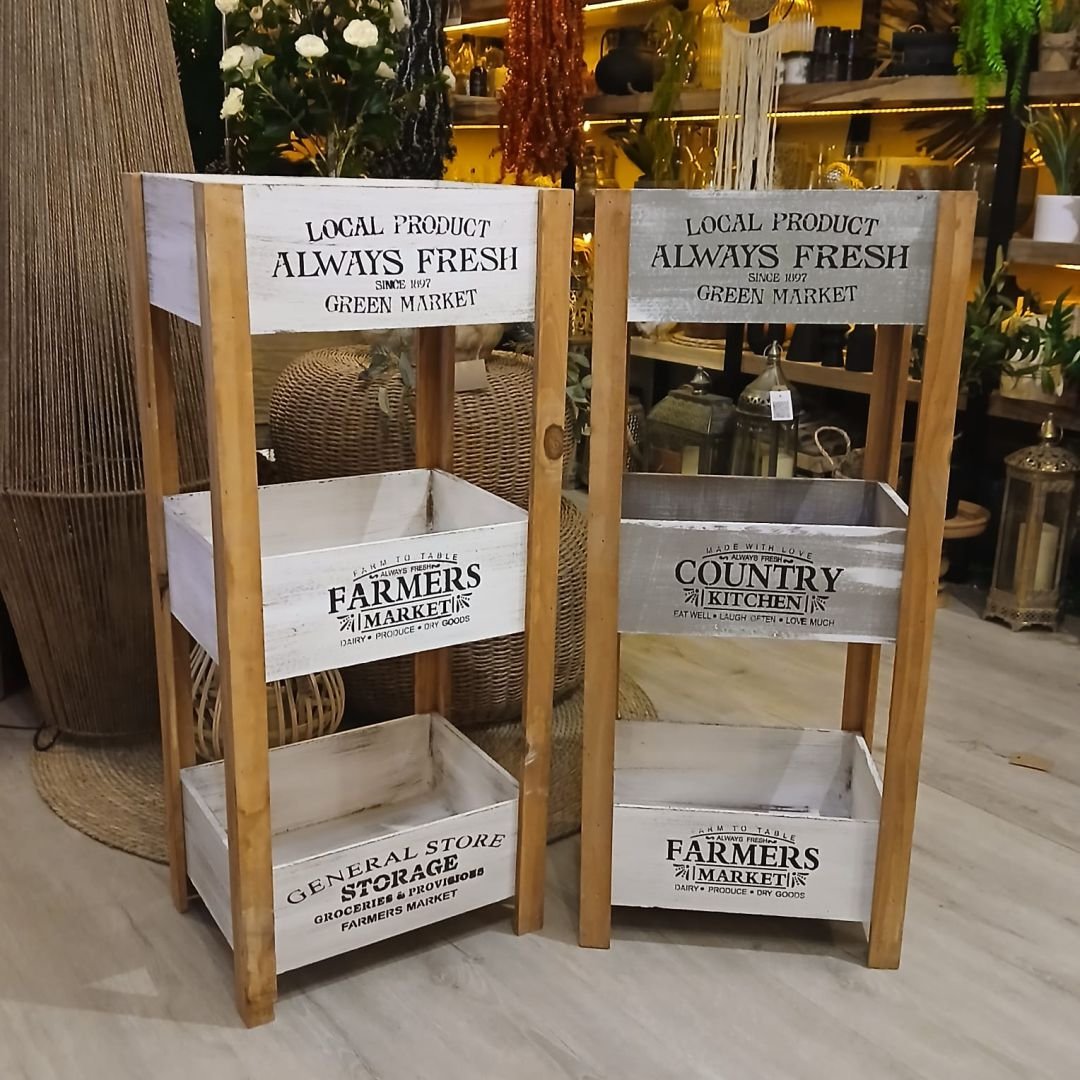 LOCAL PRODUCT
ALWAYS FRESH
SINCE 1897
GREEN MARKET
FARM TO TABLE
ALWAYS FRESH
FARMERS
MARKET
DAIRY • PRODUCE • DRY GOODS
GENERAL STORE
STORAGE
GROCERIES & PROVISIONS
FARMERS MARKET
LOCAL PRODUCT
ALWAYS FRESH
SINCE 1897
GREEN MARKET
MADE WITH LOVE
ALWAYS FRESH
COUNTRY
KITCHEN
EAT WELL • LAUGH OFTEN • LOVE MUCH
FARM TO TABLE
ALWAYS FRESH
FARMERS
MARKET
DAIRY • PRODUCE • DRY GOODS